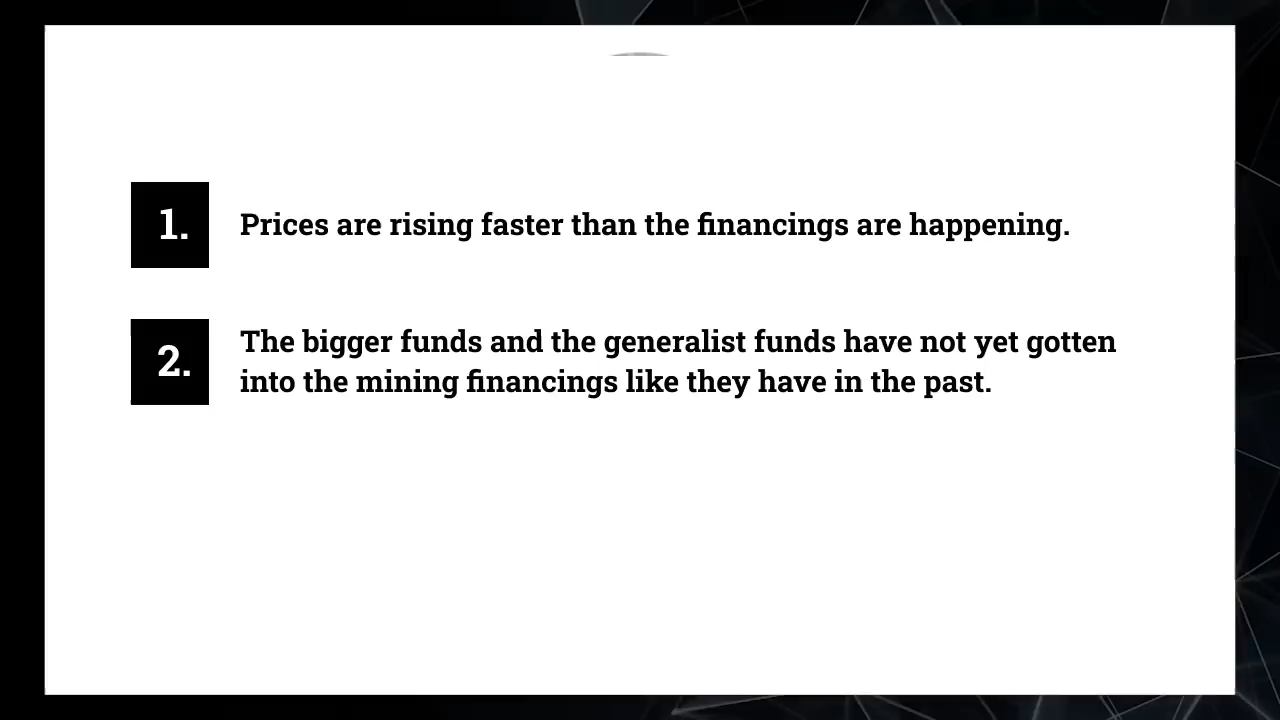 1. Prices are rising faster than the financings are happening.
2. The bigger funds and the generalist funds have not yet gotten
into the mining financings like they have in the past.